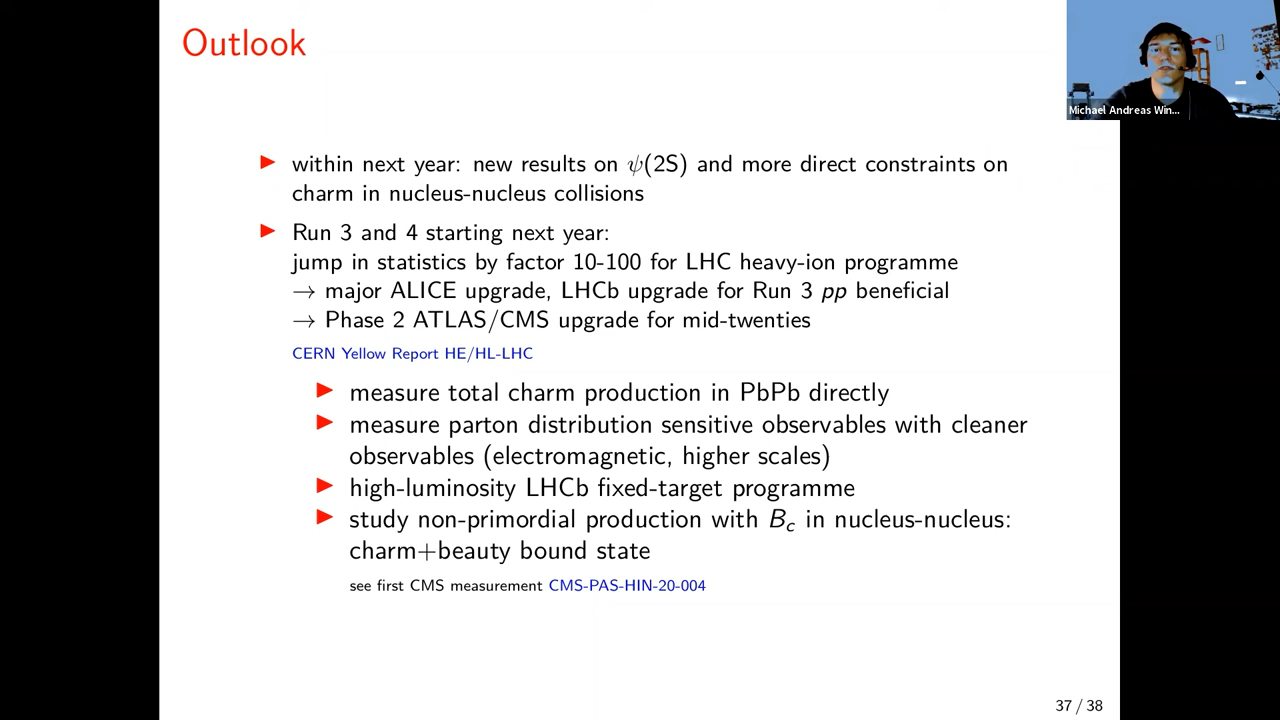 Outlook
Michael Andreas Win...
▶ within next year: new results on ψ(2S) and more direct constraints on
charm in nucleus-nucleus collisions
▶ Run 3 and 4 starting next year:
jump in statistics by factor 10-100 for LHC heavy-ion programme
→ major ALICE upgrade, LHCb upgrade for Run 3 pp beneficial
→ Phase 2 ATLAS/CMS upgrade for mid-twenties
CERN Yellow Report HE/HL-LHC
▶ measure total charm production in PbPb directly
▶ measure parton distribution sensitive observables with cleaner
observables (electromagnetic, higher scales)
▶ high-luminosity LHCb fixed-target programme
▶ study non-primordial production with B_c in nucleus-nucleus:
charm+beauty bound state
see first CMS measurement CMS-PAS-HIN-20-004
37 / 38